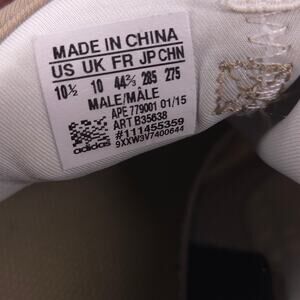 MADE IN CHINA
US UK FR JP CHN
10½ 10 44⅔ 285 275
MALE/MÂLE
APE 779001 01/15
ART B35638
#111455359
adidas 9XXW3V7400644